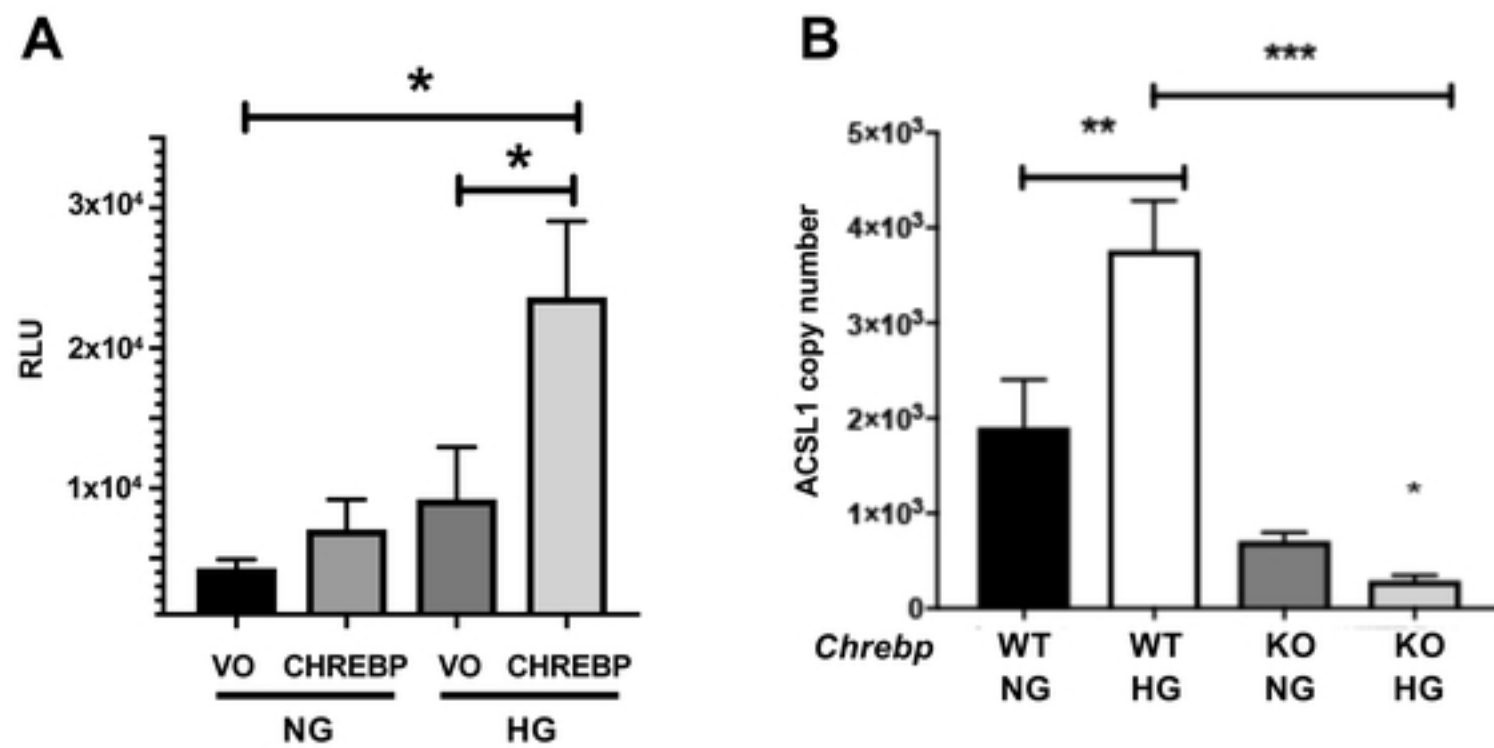 A
*
*
3x10⁴
2x10⁴
1x10⁴
RLU
VO CHREBP VO CHREBP
NG HG
B
***
**
5×10³
4×10³
3×10³
2×10³
1×10³
0
*
ACSL1 copy number
Chrebp WT WT KO KO
NG HG NG HG